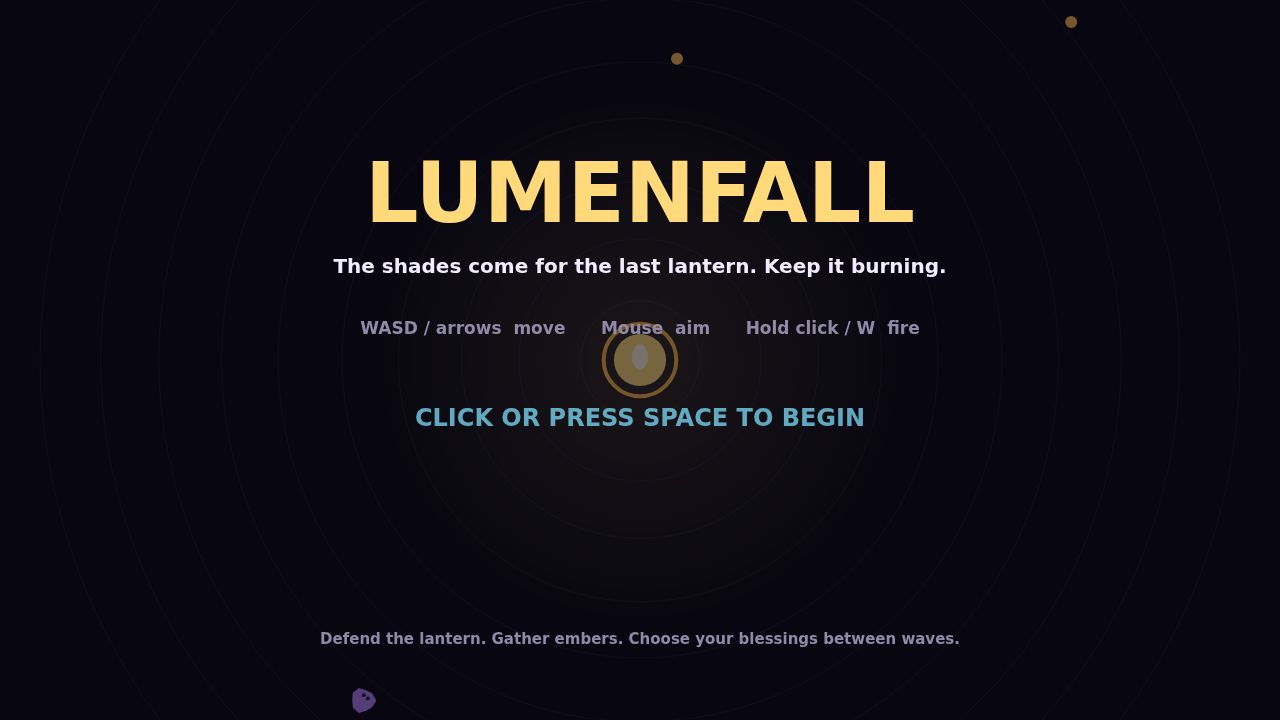 LUMENFALL
The shades come for the last lantern. Keep it burning.
WASD / arrows  move      Mouse  aim      Hold click / W  fire
CLICK OR PRESS SPACE TO BEGIN
Defend the lantern. Gather embers. Choose your blessings between waves.